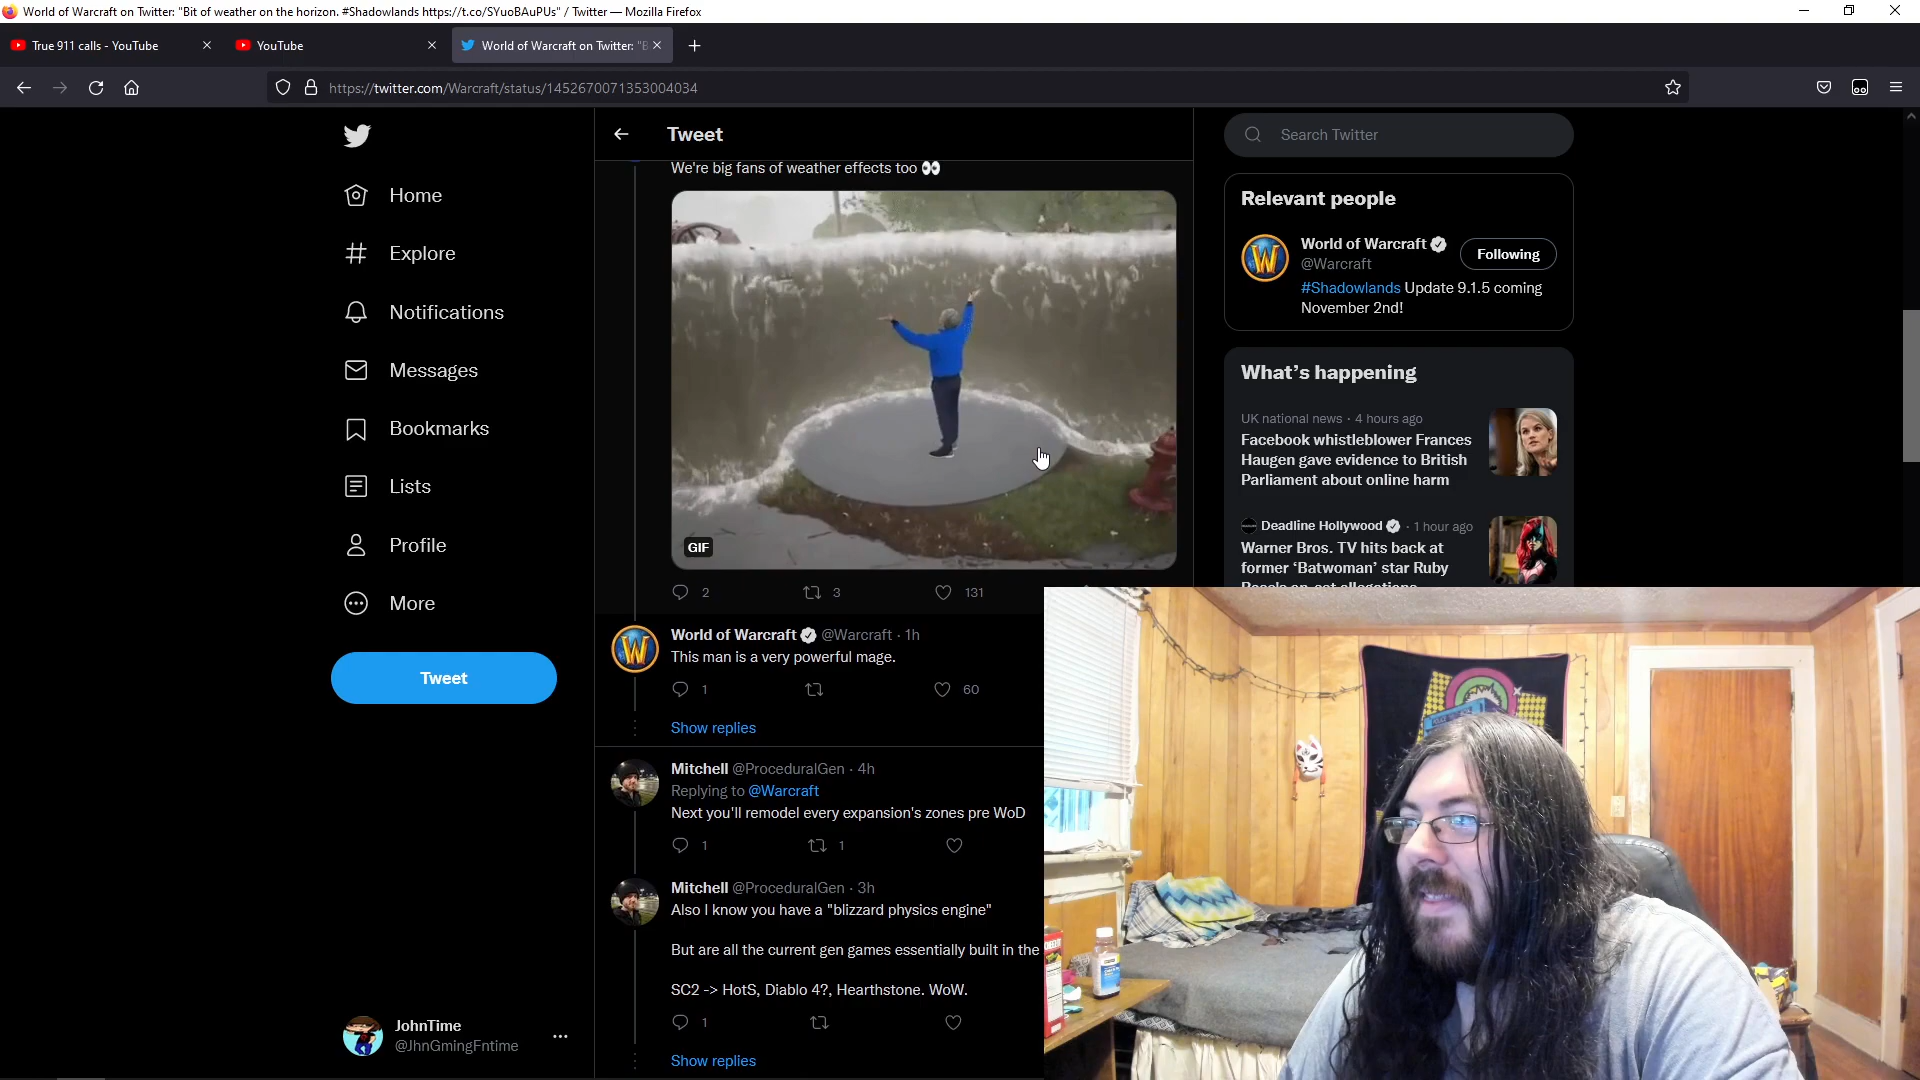 World of Warcraft on Twitter: "Bit of weather on the horizon. #Shadowlands https://t.co/SYuoBAuPUs" / Twitter — Mozilla Firefox
True 911 calls - YouTube
YouTube
World of Warcraft on Twitter: "B
https://twitter.com/Warcraft/status/1452670071353004034
Home
Explore
Notifications
Messages
Bookmarks
Lists
Profile
More
Tweet
JohnTime
@JhnGmingFntime
Tweet
We're big fans of weather effects too 👀
GIF
2 3 131
World of Warcraft @Warcraft · 1h
This man is a very powerful mage.
1 60
Show replies
Mitchell @ProceduralGen · 4h
Replying to @Warcraft
Next you'll remodel every expansion's zones pre WoD
1 1
Mitchell @ProceduralGen · 3h
Also I know you have a "blizzard physics engine"
But are all the current gen games essentially built in the
SC2 -> HotS, Diablo 4?, Hearthstone. WoW.
1
Show replies
Search Twitter
Relevant people
World of Warcraft
@Warcraft
Following
#Shadowlands Update 9.1.5 coming
November 2nd!
What's happening
UK national news · 4 hours ago
Facebook whistleblower Frances
Haugen gave evidence to British
Parliament about online harm
Deadline Hollywood · 1 hour ago
Warner Bros. TV hits back at
former 'Batwoman' star Ruby